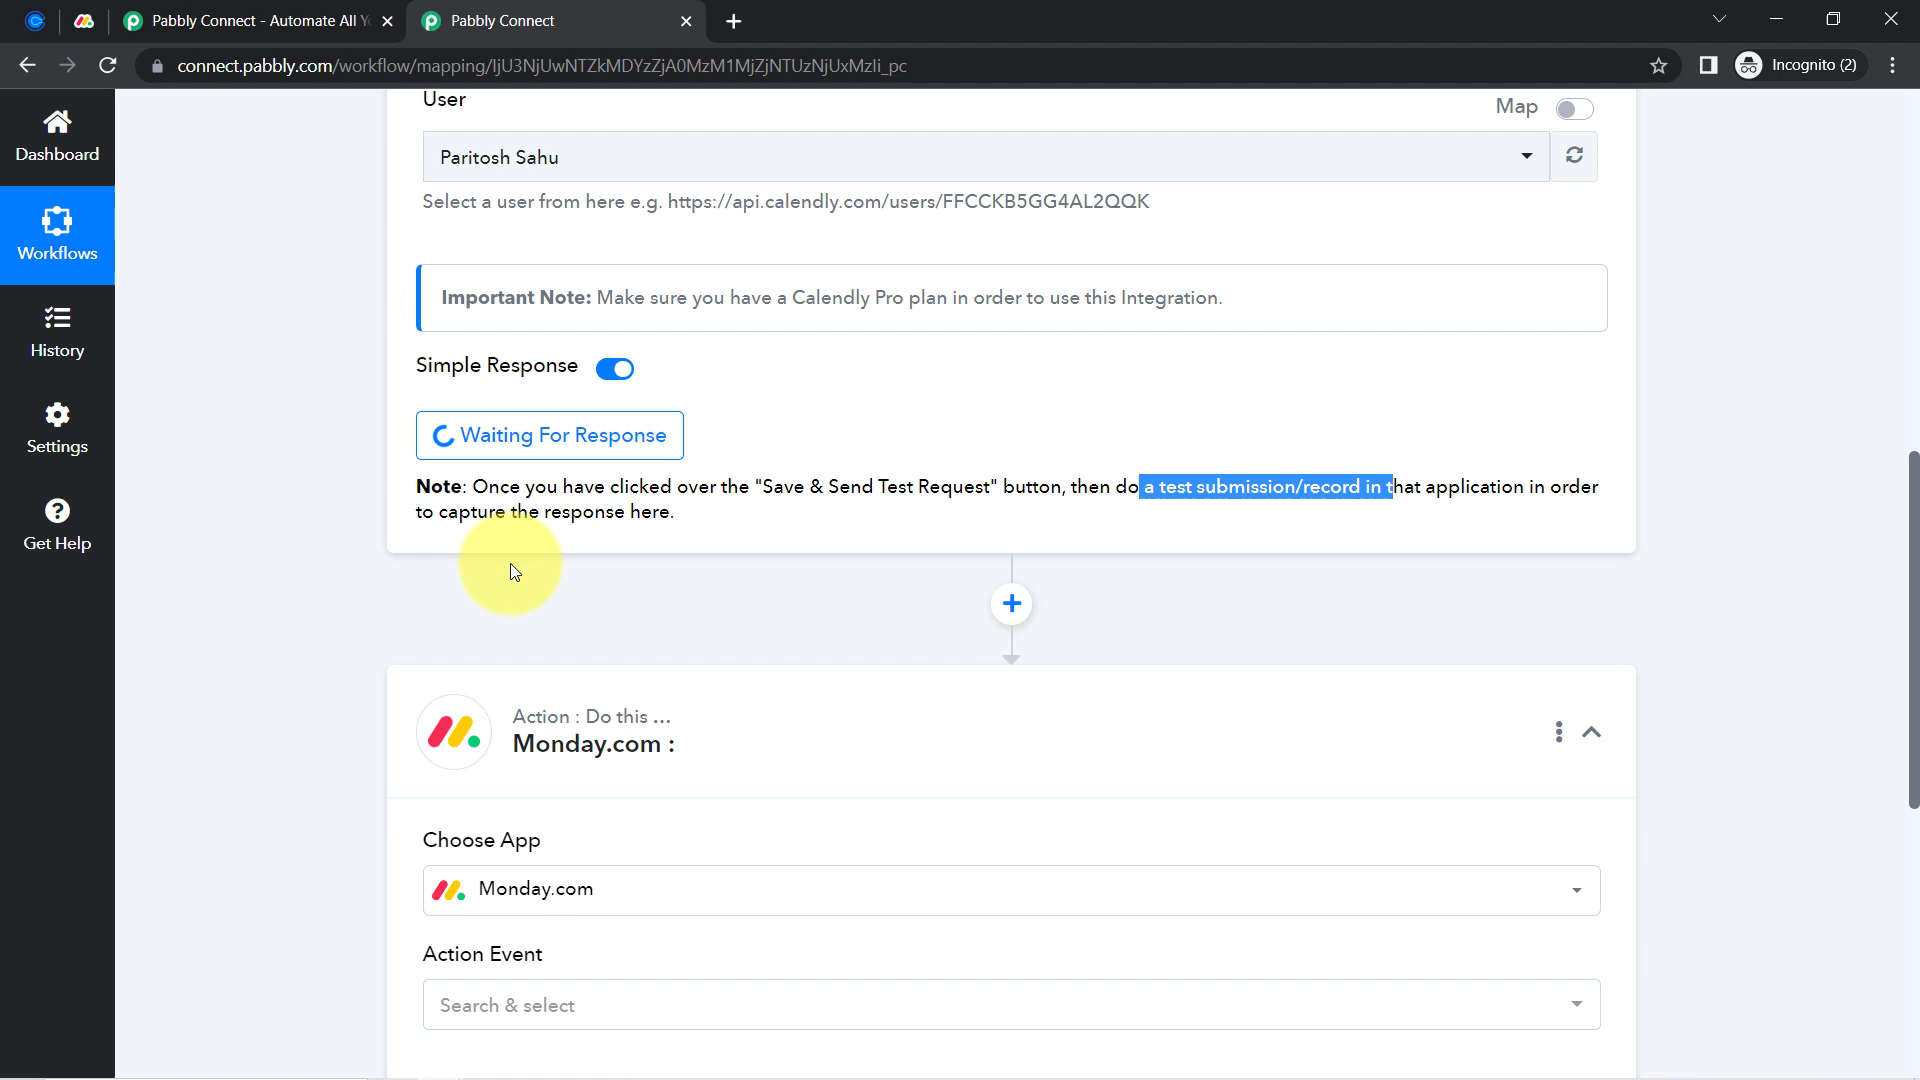 Pabbly Connect - Automate All Y
Pabbly Connect
connect.pabbly.com/workflow/mapping/IjU3NjUwNTZkMDYzZjA0MzM1MjZjNTUzNjUxMzIi_pc
Incognito (2)
Dashboard
Workflows
History
Settings
Get Help
User
Map
Paritosh Sahu
Select a user from here e.g. https://api.calendly.com/users/FFCCKB5GG4AL2QQK
Important Note: Make sure you have a Calendly Pro plan in order to use this Integration.
Simple Response
Waiting For Response
Note: Once you have clicked over the "Save & Send Test Request" button, then do a test submission/record in that application in order
to capture the response here.
Action : Do this ...
Monday.com :
Choose App
Monday.com
Action Event
Search & select